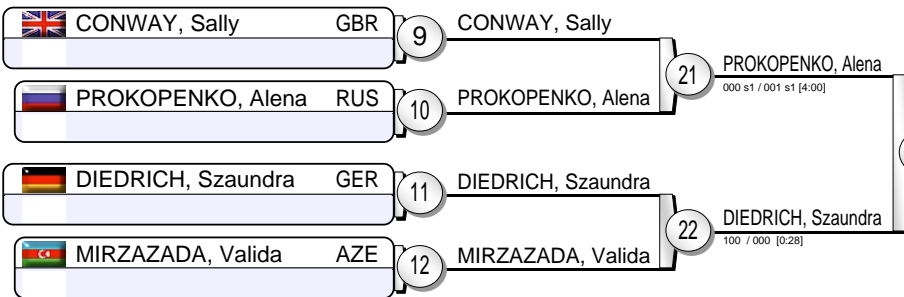 CONWAY, Sally GBR
9
CONWAY, Sally
PROKOPENKO, Alena RUS
10
PROKOPENKO, Alena
21
PROKOPENKO, Alena
000 s1 / 001 s1 [4:00]
DIEDRICH, Szaundra GER
11
DIEDRICH, Szaundra
MIRZAZADA, Valida AZE
12
MIRZAZADA, Valida
22
DIEDRICH, Szaundra
100 / 000 [0:28]